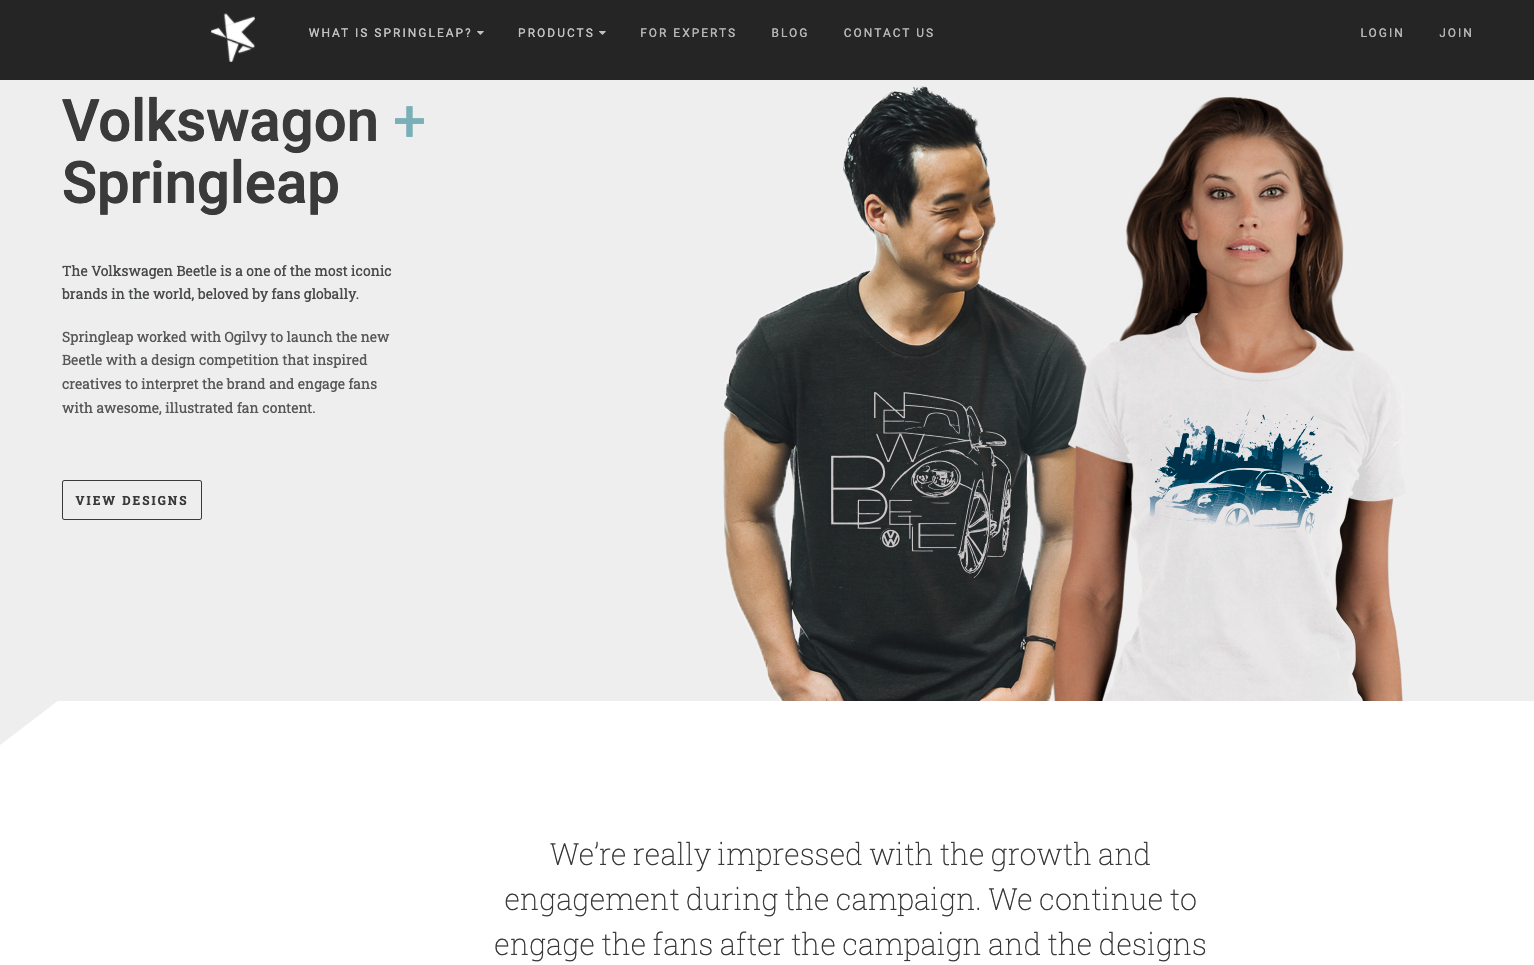 WHAT IS SPRINGLEAP?
PRODUCTS
FOR EXPERTS
BLOG
CONTACT US
LOGIN
JOIN
Volkswagon +
Springleap
The Volkswagen Beetle is a one of the most iconic
brands in the world, beloved by fans globally.
Springleap worked with Ogilvy to launch the new
Beetle with a design competition that inspired
creatives to interpret the brand and engage fans
with awesome, illustrated fan content.
VIEW DESIGNS
NEW
BEETLE
We’re really impressed with the growth and
engagement during the campaign. We continue to
engage the fans after the campaign and the designs